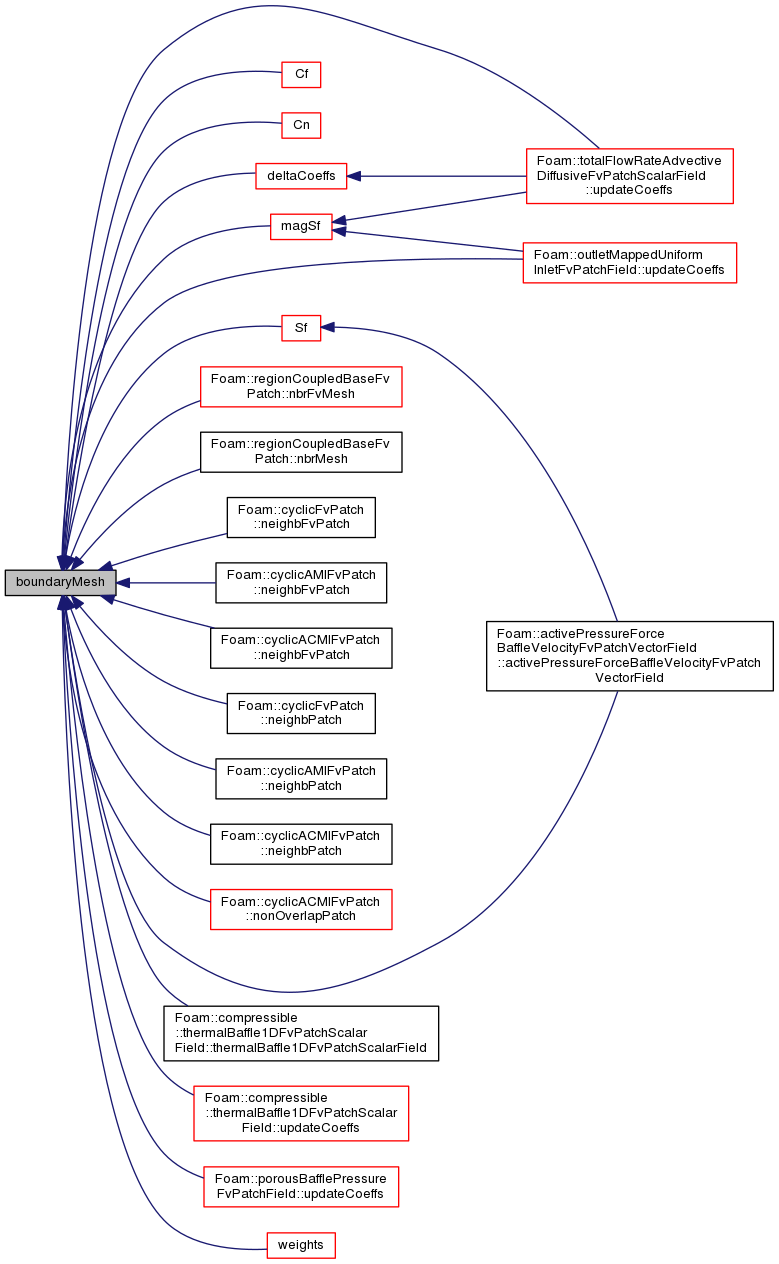 Cf
Cn
Foam::totalFlowRateAdvective
DiffusiveFvPatchScalarField
::updateCoeffs
deltaCoeffs
magSf
Foam::outletMappedUniform
InletFvPatchField::updateCoeffs
Sf
Foam::regionCoupledBaseFv
Patch::nbrFvMesh
Foam::regionCoupledBaseFv
Patch::nbrMesh
Foam::cyclicFvPatch
::neighbFvPatch
boundaryMesh
Foam::cyclicAMIFvPatch
::neighbFvPatch
Foam::cyclicACMIFvPatch
::neighbFvPatch
Foam::activePressureForce
BaffleVelocityFvPatchVectorField
::activePressureForceBaffleVelocityFvPatch
VectorField
Foam::cyclicFvPatch
::neighbPatch
Foam::cyclicAMIFvPatch
::neighbPatch
Foam::cyclicACMIFvPatch
::neighbPatch
Foam::cyclicACMIFvPatch
::nonOverlapPatch
Foam::compressible
::thermalBaffle1DFvPatchScalar
Field::thermalBaffle1DFvPatchScalarField
Foam::compressible
::thermalBaffle1DFvPatchScalar
Field::updateCoeffs
Foam::porousBafflePressure
FvPatchField::updateCoeffs
weights